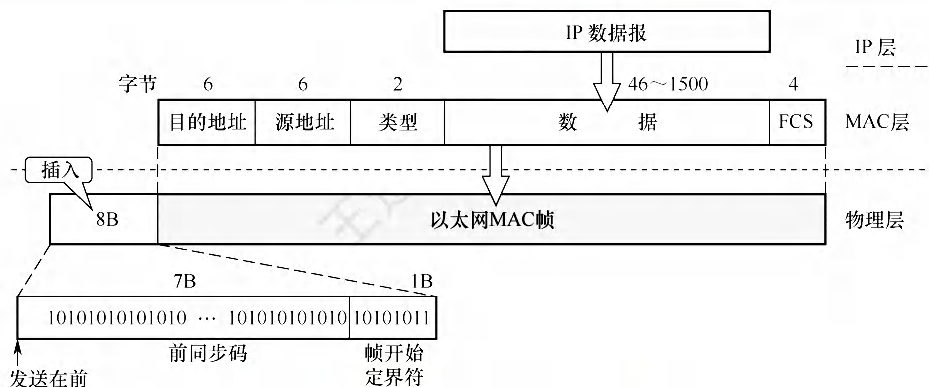 IP 数据报
IP 层
字节 6 6 2 46～1500 4
目的地址 源地址 类型 数 据 FCS MAC层
插入
8B 以太网MAC帧 物理层
7B 1B
10101010101010 … 101010101010 10101011
前同步码 帧开始
定界符
发送在前